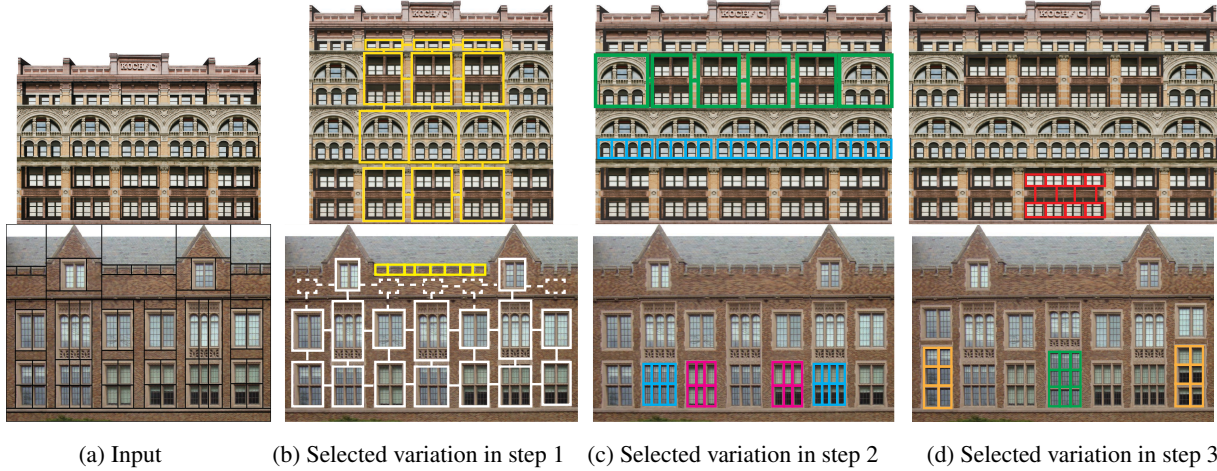 KOCH / C
KOCH / C
KOCH / C
KOCH / C
(a) Input
(b) Selected variation in step 1
(c) Selected variation in step 2
(d) Selected variation in step 3